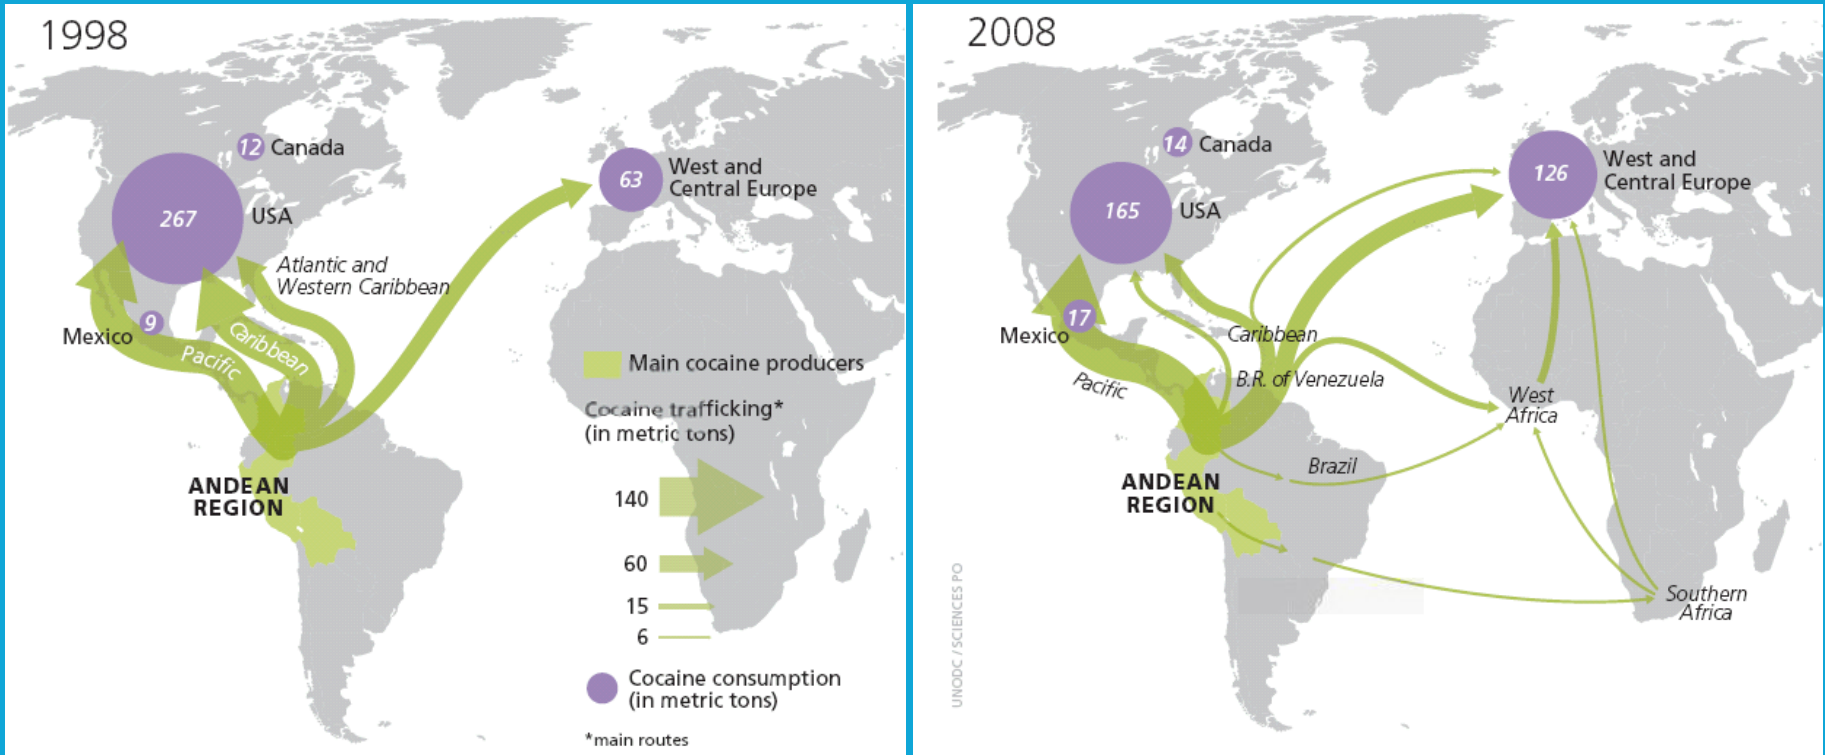 1998
12 Canada
267
USA
63
West and
Central Europe
Atlantic and
Western Caribbean
9
Mexico
Caribbean
Pacific
ANDEAN
REGION
Main cocaine producers
Cocaine trafficking*
(in metric tons)
140
60
15
6
Cocaine consumption
(in metric tons)
*main routes
2008
14 Canada
165
USA
126
West and
Central Europe
17
Mexico
Caribbean
Pacific
B.R. of Venezuela
West
Africa
Brazil
ANDEAN
REGION
Southern
Africa
UNODC / SCIENCES PO